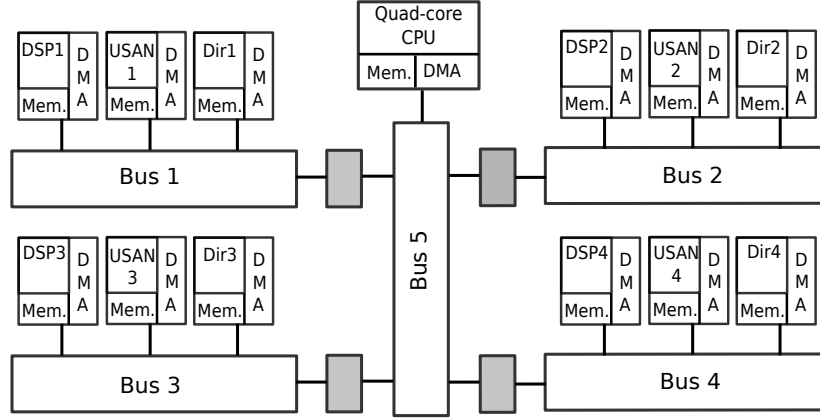 Quad-core
CPU
Mem. DMA
DSP1
Mem.
D
M
A
USAN
1
Mem.
D
M
A
Dir1
Mem.
D
M
A
Bus 1
DSP2
Mem.
D
M
A
USAN
2
Mem.
D
M
A
Dir2
Mem.
D
M
A
Bus 2
Bus 5
DSP3
Mem.
D
M
A
USAN
3
Mem.
D
M
A
Dir3
Mem.
D
M
A
Bus 3
DSP4
Mem.
D
M
A
USAN
4
Mem.
D
M
A
Dir4
Mem.
D
M
A
Bus 4